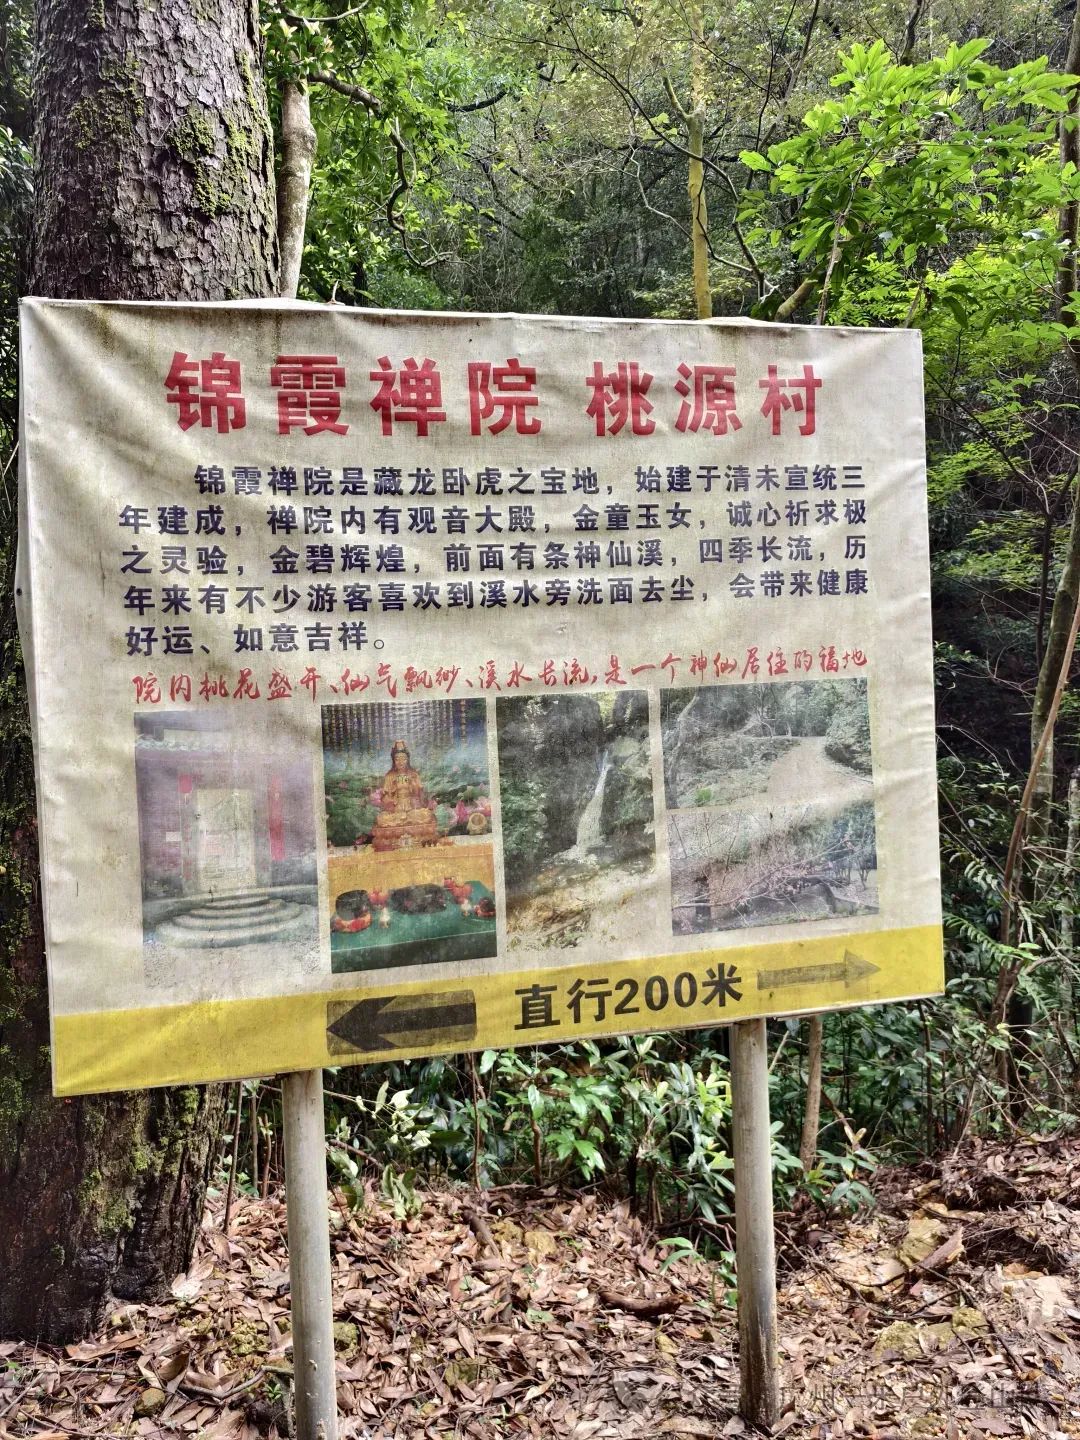 锦霞禅院 桃源村
锦霞禅院是藏龙卧虎之宝地，始建于清未宣统三
年建成，禅院内有观音大殿，金童玉女，诚心祈求极
之灵验，金碧辉煌，前面有条神仙溪，四季长流，历
年来有不少游客喜欢到溪水旁洗面去尘，会带来健康
好运、如意吉祥。
院内桃花盛开、仙气飘纱、溪水长流，是一个神仙居住的福地
直行200米